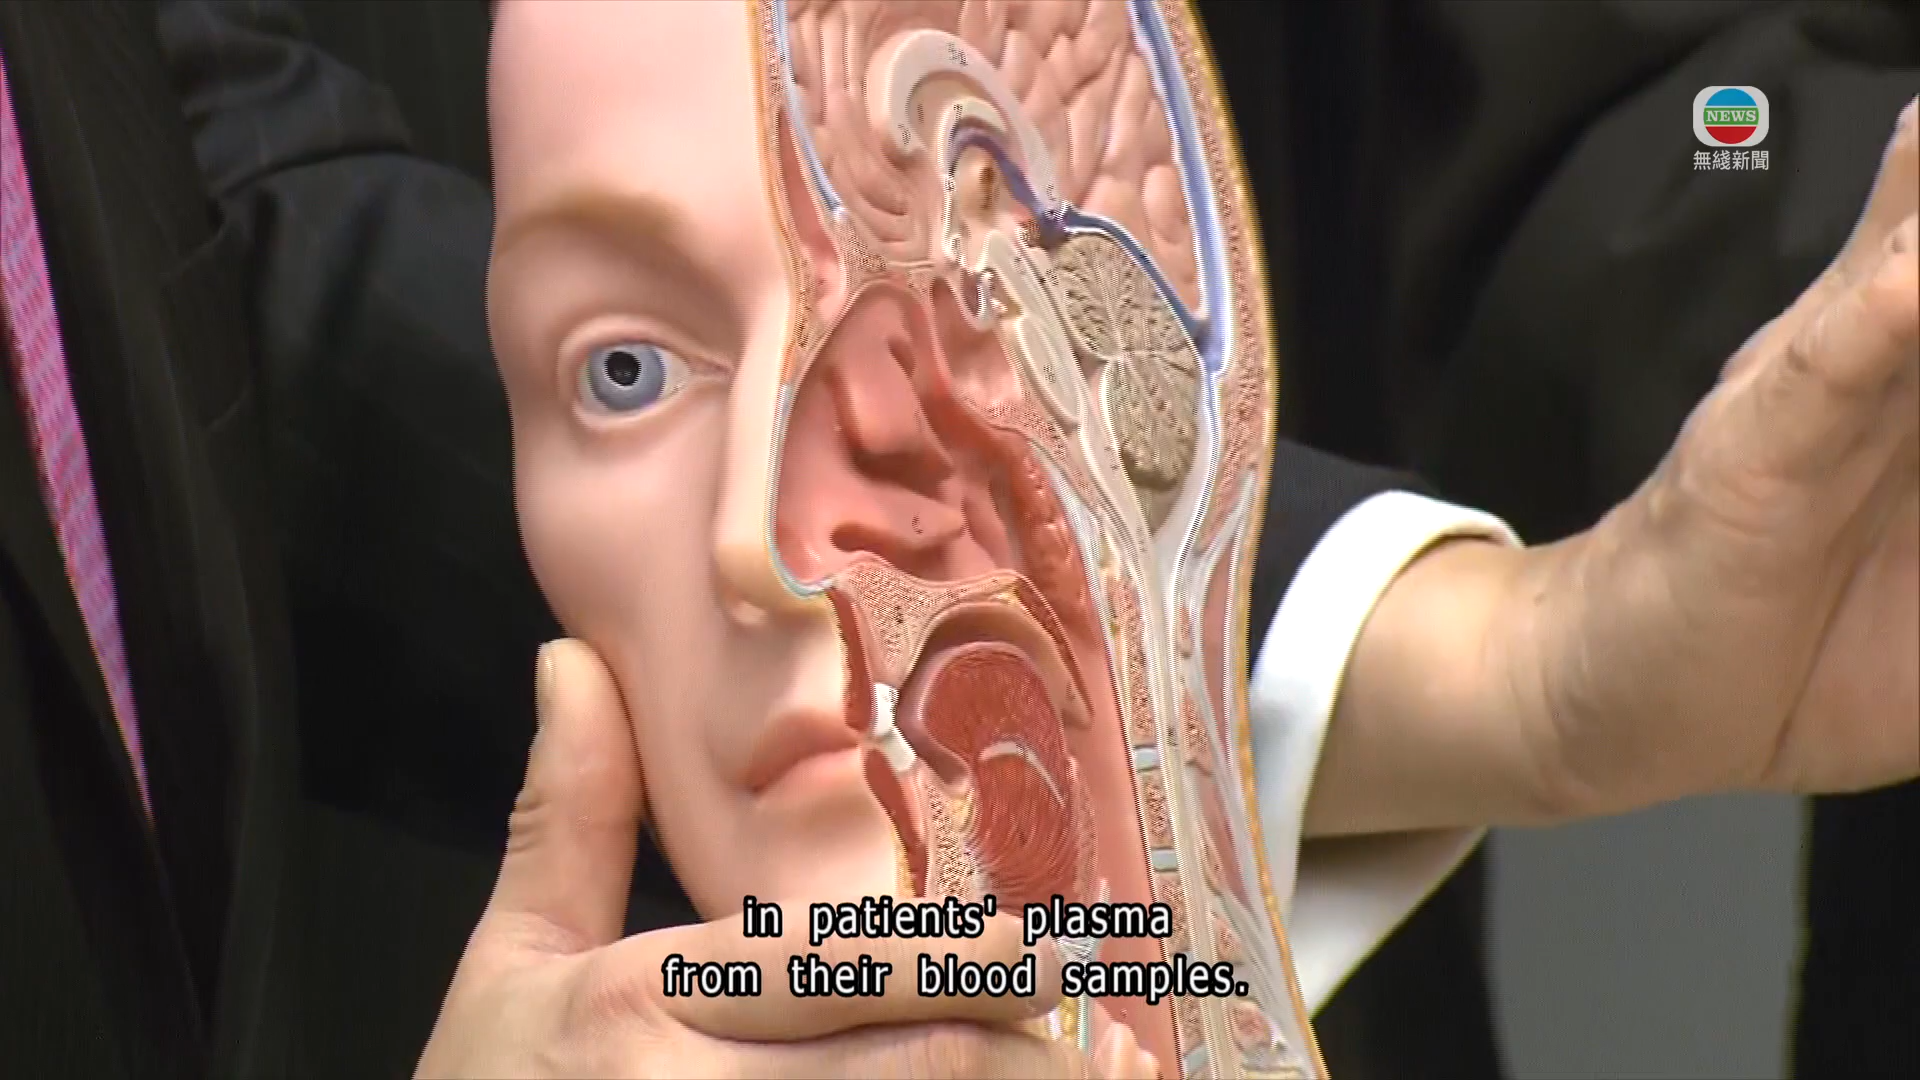 NEWS
無綫新聞
in patients' plasma
from their blood samples.